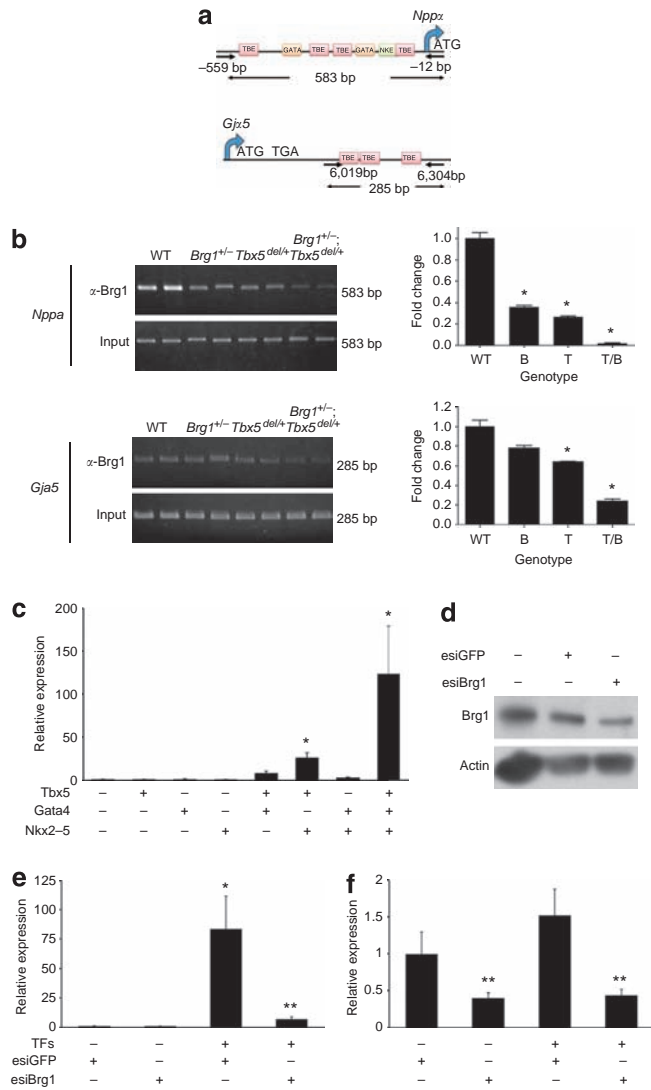 a
Nppα
TBE GATA TBE TBE GATA NKE TBE ATG
–559 bp –12 bp
583 bp
Gjα5
ATG TGA
TBE TBE TBE
6,019bp 6,304bp
285 bp
b
WT Brg1+/– Tbx5del/+ Brg1+/–; Tbx5del/+
Nppa
α-Brg1 583 bp
Input 583 bp
Fold change
1.0
0.8
0.6
0.4
0.2
0.0
* * *
WT B T T/B
Genotype
WT Brg1+/– Tbx5del/+ Brg1+/–; Tbx5del/+
Gja5
α-Brg1 285 bp
Input 285 bp
Fold change
1.2
1.0
0.8
0.6
0.4
0.2
0.0
* *
WT B T T/B
Genotype
c
Relative expression
200
150
100
50
0
* *
Tbx5 – + – – + + – +
Gata4 – – + – + – + +
Nkx2–5 – – – + – + + +
d
esiGFP – + –
esiBrg1 – – +
Brg1
Actin
e
Relative expression
125
100
75
50
25
0
* **
TFs – – + +
esiGFP + – + –
esiBrg1 – + – +
f
Relative expression
2
1.5
1
0.5
0
** **
– – + +
+ – + –
– + – +